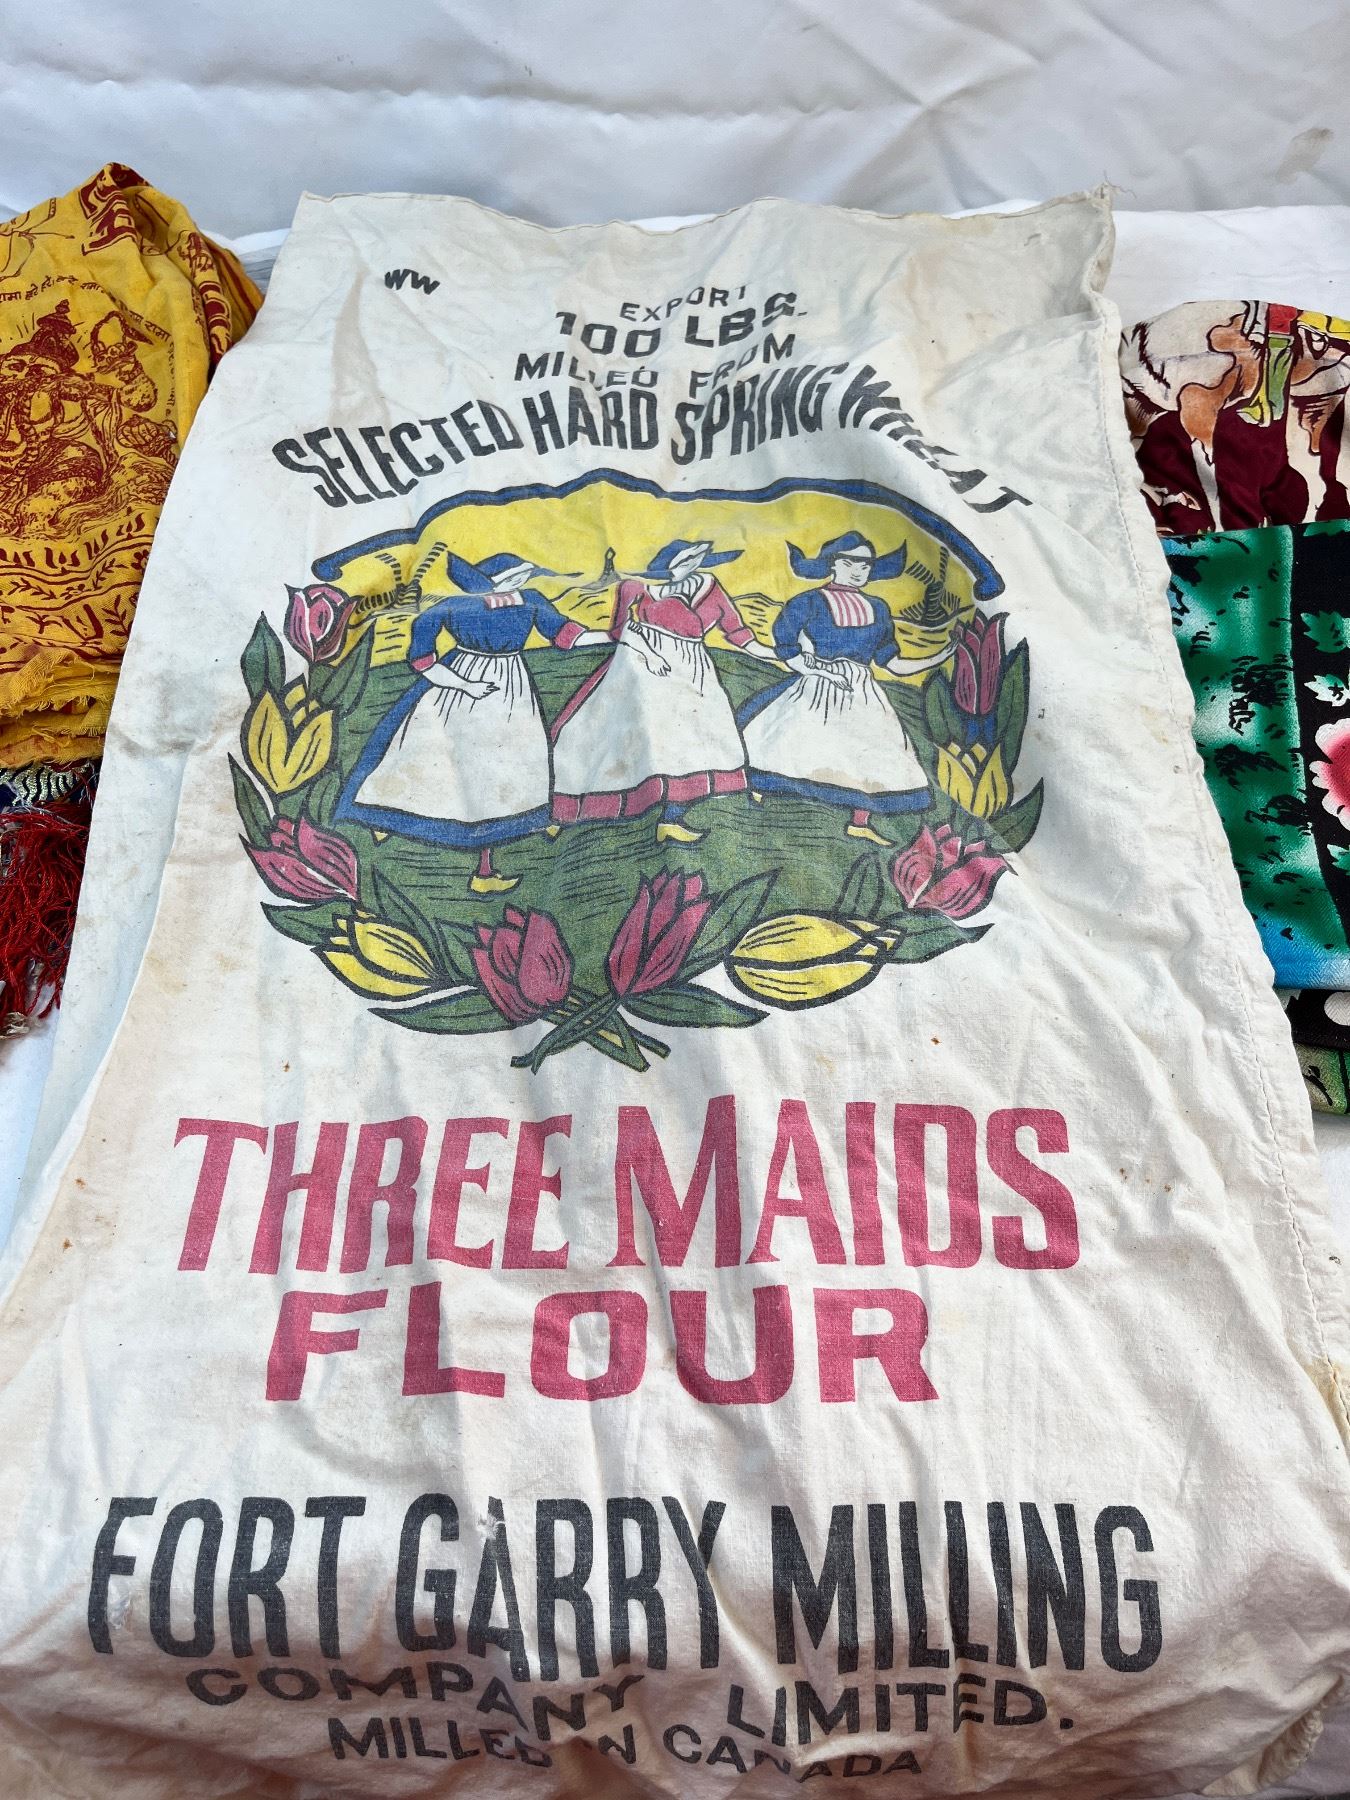 WW
EXPORT
100 LBS.
MILLED FROM
SELECTED HARD SPRING WHEAT
THREE MAIDS
FLOUR
FORT GARRY MILLING
COMPANY LIMITED.
MILLED IN CANADA